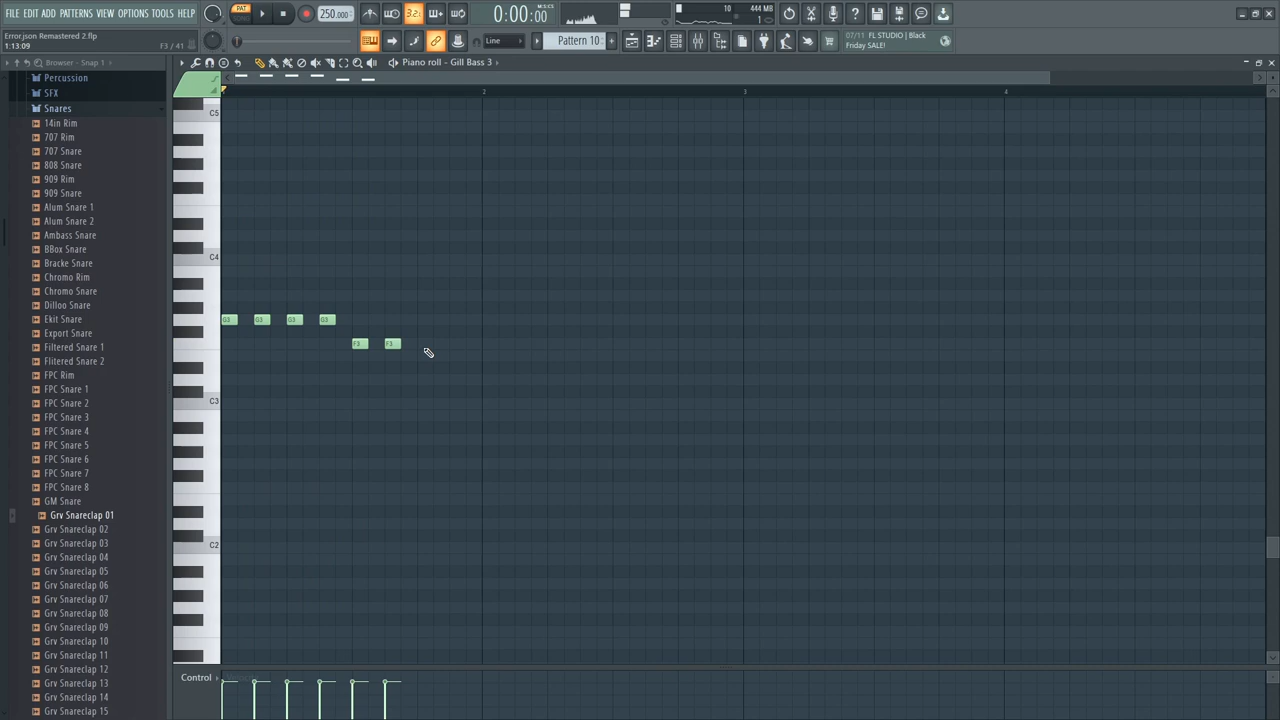 FILE EDIT ADD PATTERNS VIEW OPTIONS TOOLS HELP
PAT
SONG
250.000
3.2.
0:00:00
M:S:CS
10
444 MB
1
Error.json Remastered 2.flp
1:13:09
F3 / 41
Line
Pattern 10
07/11 FL STUDIO | Black
Friday SALE!
Browser - Snap 1
Piano roll - Gill Bass 3
Percussion
SFX
Snares
14in Rim
707 Rim
707 Snare
808 Snare
909 Rim
909 Snare
Alum Snare 1
Alum Snare 2
Ambass Snare
BBox Snare
Bracke Snare
Chromo Rim
Chromo Snare
Dilloo Snare
Ekit Snare
Export Snare
Filtered Snare 1
Flitered Snare 2
FPC Rim
FPC Snare 1
FPC Snare 2
FPC Snare 3
FPC Snare 4
FPC Snare 5
FPC Snare 6
FPC Snare 7
FPC Snare 8
GM Snare
Grv Snareclap 01
Grv Snareclap 02
Grv Snareclap 03
Grv Snareclap 04
Grv Snareclap 05
Grv Snareclap 06
Grv Snareclap 07
Grv Snareclap 08
Grv Snareclap 09
Grv Snareclap 10
Grv Snareclap 11
Grv Snareclap 12
Grv Snareclap 13
Grv Snareclap 14
Grv Snareclap 15
2
3
4
C5
C4
G3 G3 G3 G3
F3 F3
C3
C2
Control
Velocity